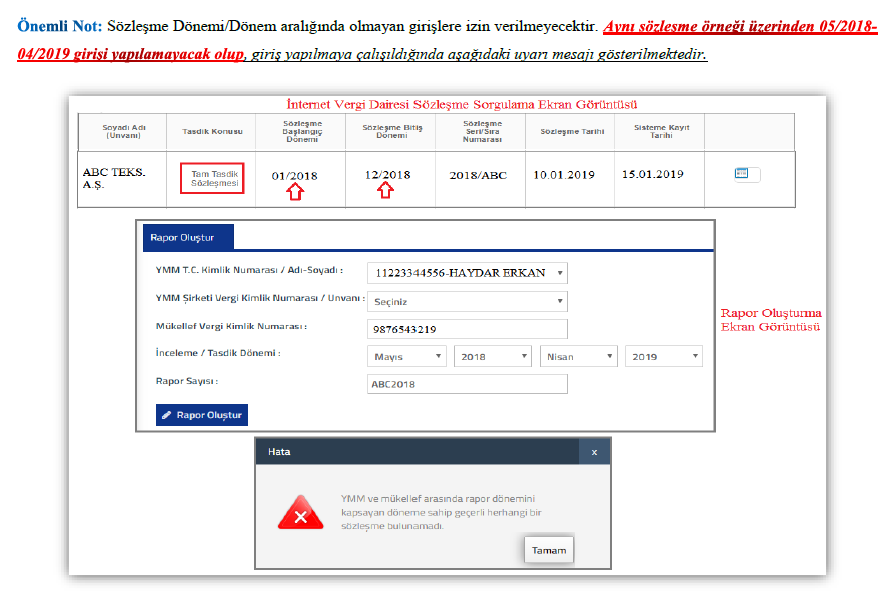 Önemli Not: Sözleşme Dönemi/Dönem aralığında olmayan girişlere izin verilmeyecektir. Aynı sözleşme örneği üzerinden 05/2018-
04/2019 girişi yapılamayacak olup, giriş yapılmaya çalışıldığında aşağıdaki uyarı mesajı gösterilmektedir.
İnternet Vergi Dairesi Sözleşme Sorgulama Ekran Görüntüsü
Soyadı Adı (Unvanı) Tasdik Konusu Sözleşme Başlangıç Dönemi Sözleşme Bitiş Dönemi Sözleşme Seri/Sıra Numarası Sözleşme Tarihi Sisteme Kayıt Tarihi
ABC TEKS. A.Ş. Tam Tasdik Sözleşmesi 01/2018 12/2018 2018/ABC 10.01.2019 15.01.2019
Rapor Oluştur
YMM T.C. Kimlik Numarası / Adı-Soyadı : 11223344556-HAYDAR ERKAN
YMM Şirketi Vergi Kimlik Numarası / Unvanı : Seçiniz
Mükellef Vergi Kimlik Numarası : 9876543219
İnceleme / Tasdik Dönemi : Mayıs 2018 Nisan 2019
Rapor Sayısı : ABC2018
Rapor Oluştur
Rapor Oluşturma
Ekran Görüntüsü
Hata x
YMM ve mükellef arasında rapor dönemini
kapsayan döneme sahip geçerli herhangi bir
sözleşme bulunamadı.
Tamam